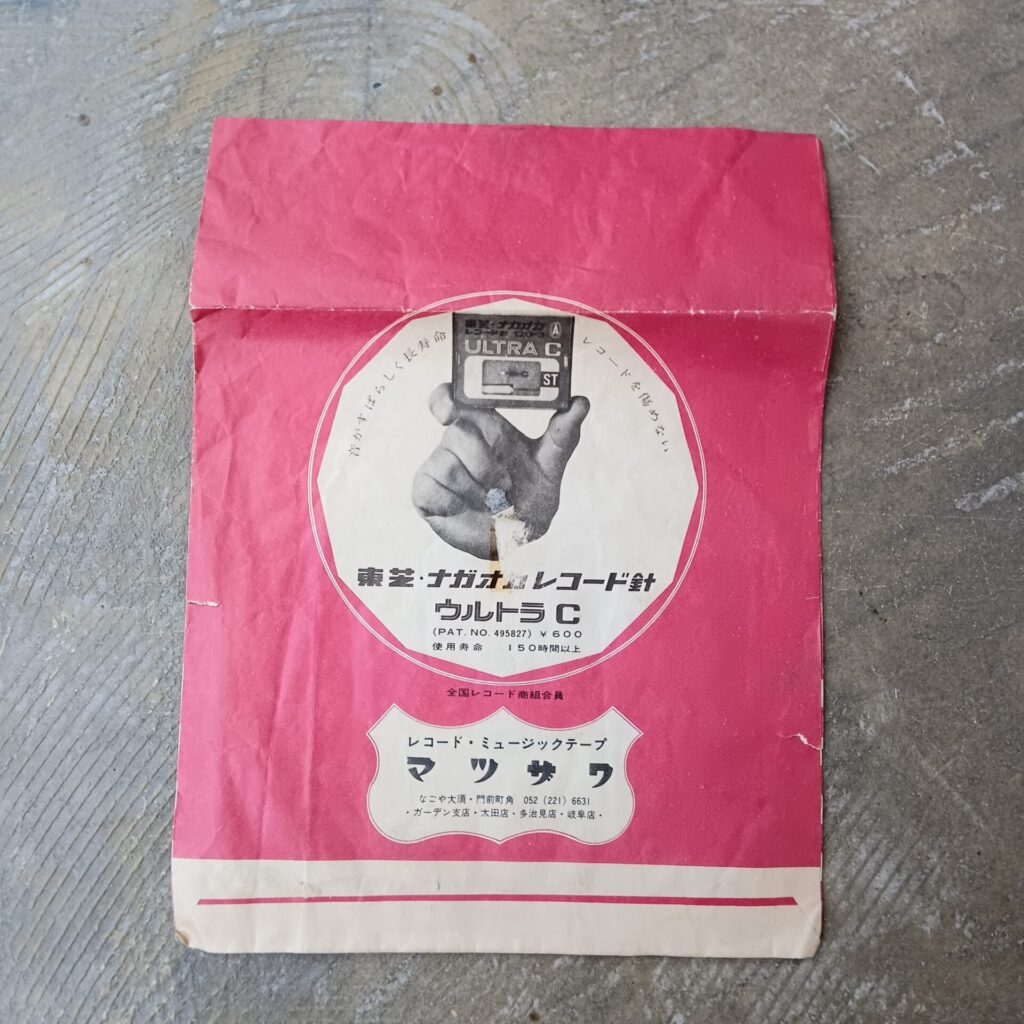 東芝・ナガオカ
ULTRA C
ST
音がすばらしく長寿命
レコードを傷めない
東芝・ナガオカレコード針
ウルトラ C
(PAT. NO. 495827) ¥600
使用寿命 150時間以上
全国レコード商組合員
レコード・ミュージックテープ
マツザワ
なごや大須・門前町角 052 (221) 6631
・ガーデン支店・太田店・多治見店・岐阜店・